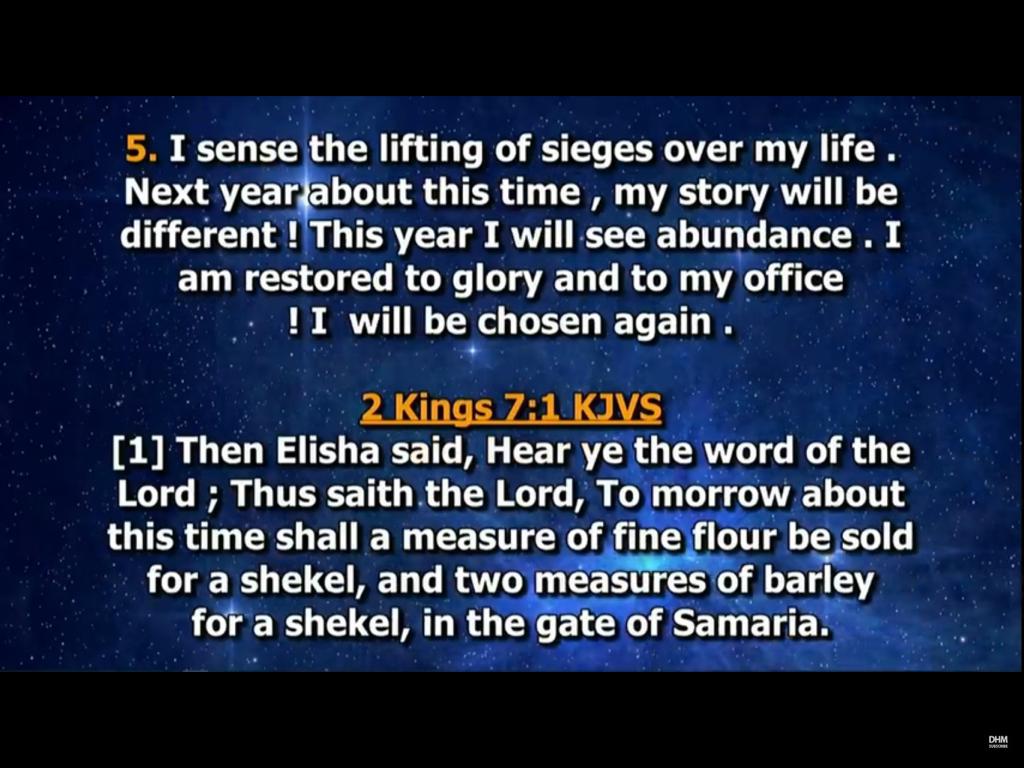 5. I sense the lifting of sieges over my life .
Next year about this time , my story will be
different ! This year I will see abundance . I
am restored to glory and to my office
! I  will be chosen again .
2 Kings 7:1 KJVS
[1] Then Elisha said, Hear ye the word of the
Lord ; Thus saith the Lord, To morrow about
this time shall a measure of fine flour be sold
for a shekel, and two measures of barley
for a shekel, in the gate of Samaria.
DHM
SUBSCRIBE